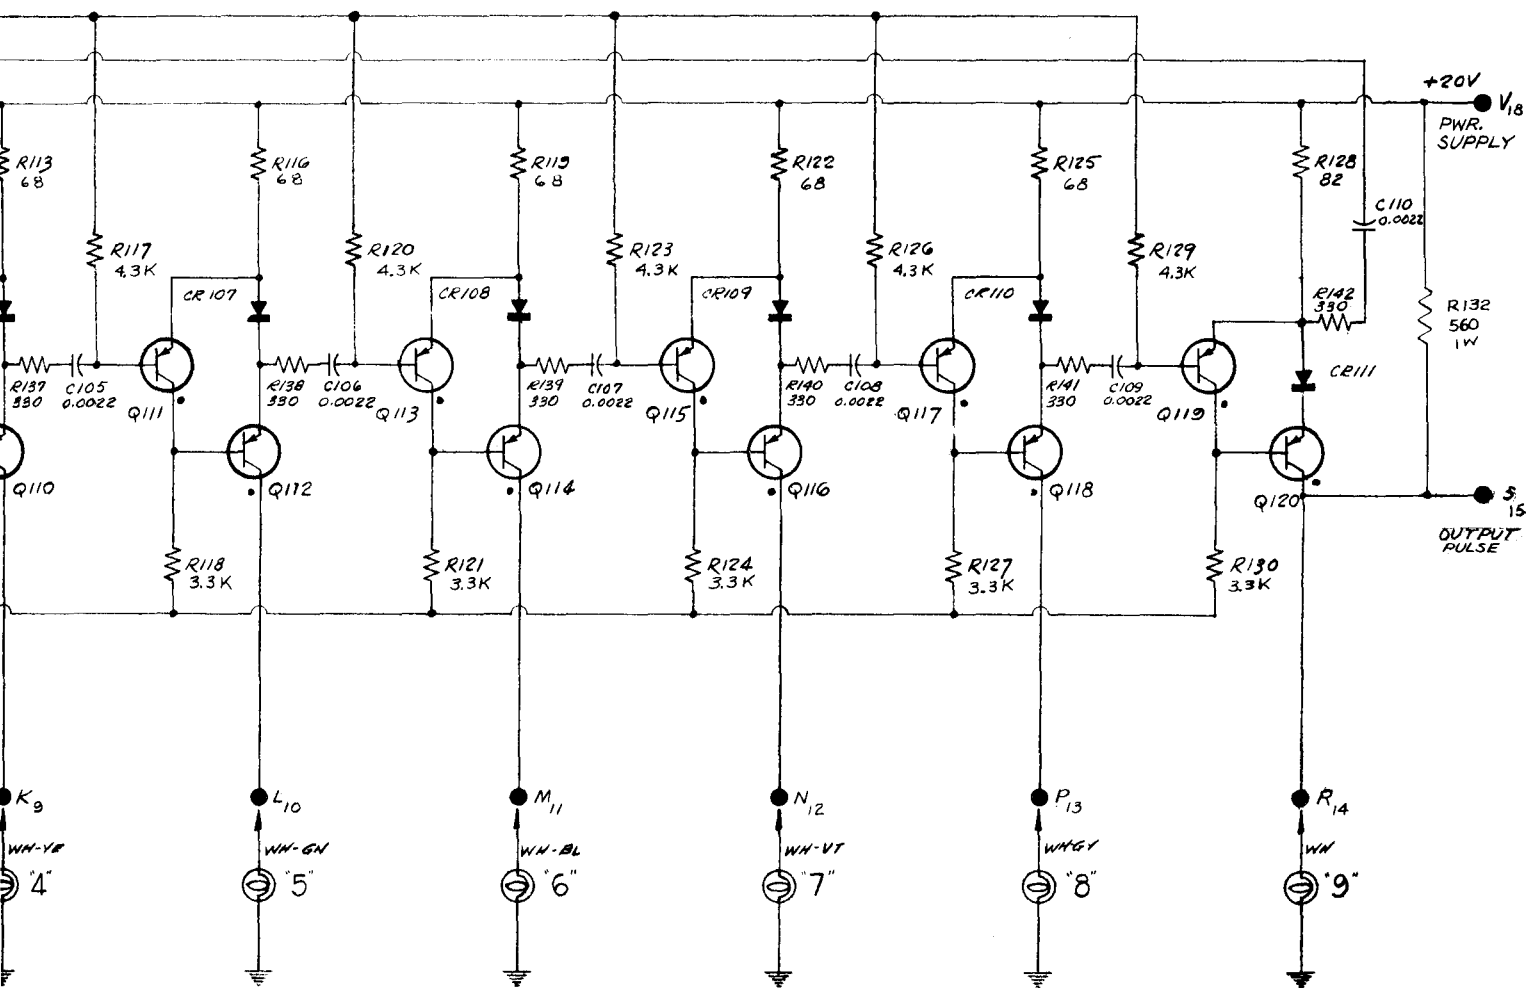 +20V
V18
PWR.
SUPPLY
R113
68
R116
68
R119
68
R122
68
R125
68
R128
82
C110
0.0022
R117
4.3K
R120
4.3K
R123
4.3K
R126
4.3K
R129
4.3K
CR107
CR108
CR109
CR110
R142
330
R132
560
1W
CR111
R137
330
C105
0.0022
Q111
R138
330
C106
0.0022
Q113
R139
330
C107
0.0022
Q115
R140
330
C108
0.0022
Q117
R141
330
C109
0.0022
Q119
Q110
Q112
Q114
Q116
Q118
Q120
S15
OUTPUT
PULSE
R118
3.3K
R121
3.3K
R124
3.3K
R127
3.3K
R130
3.3K
K9
L10
M11
N12
P13
R14
WH-YE
WH-GN
WH-BL
WH-VT
WHGY
WH
"4"
"5"
"6"
"7"
"8"
"9"